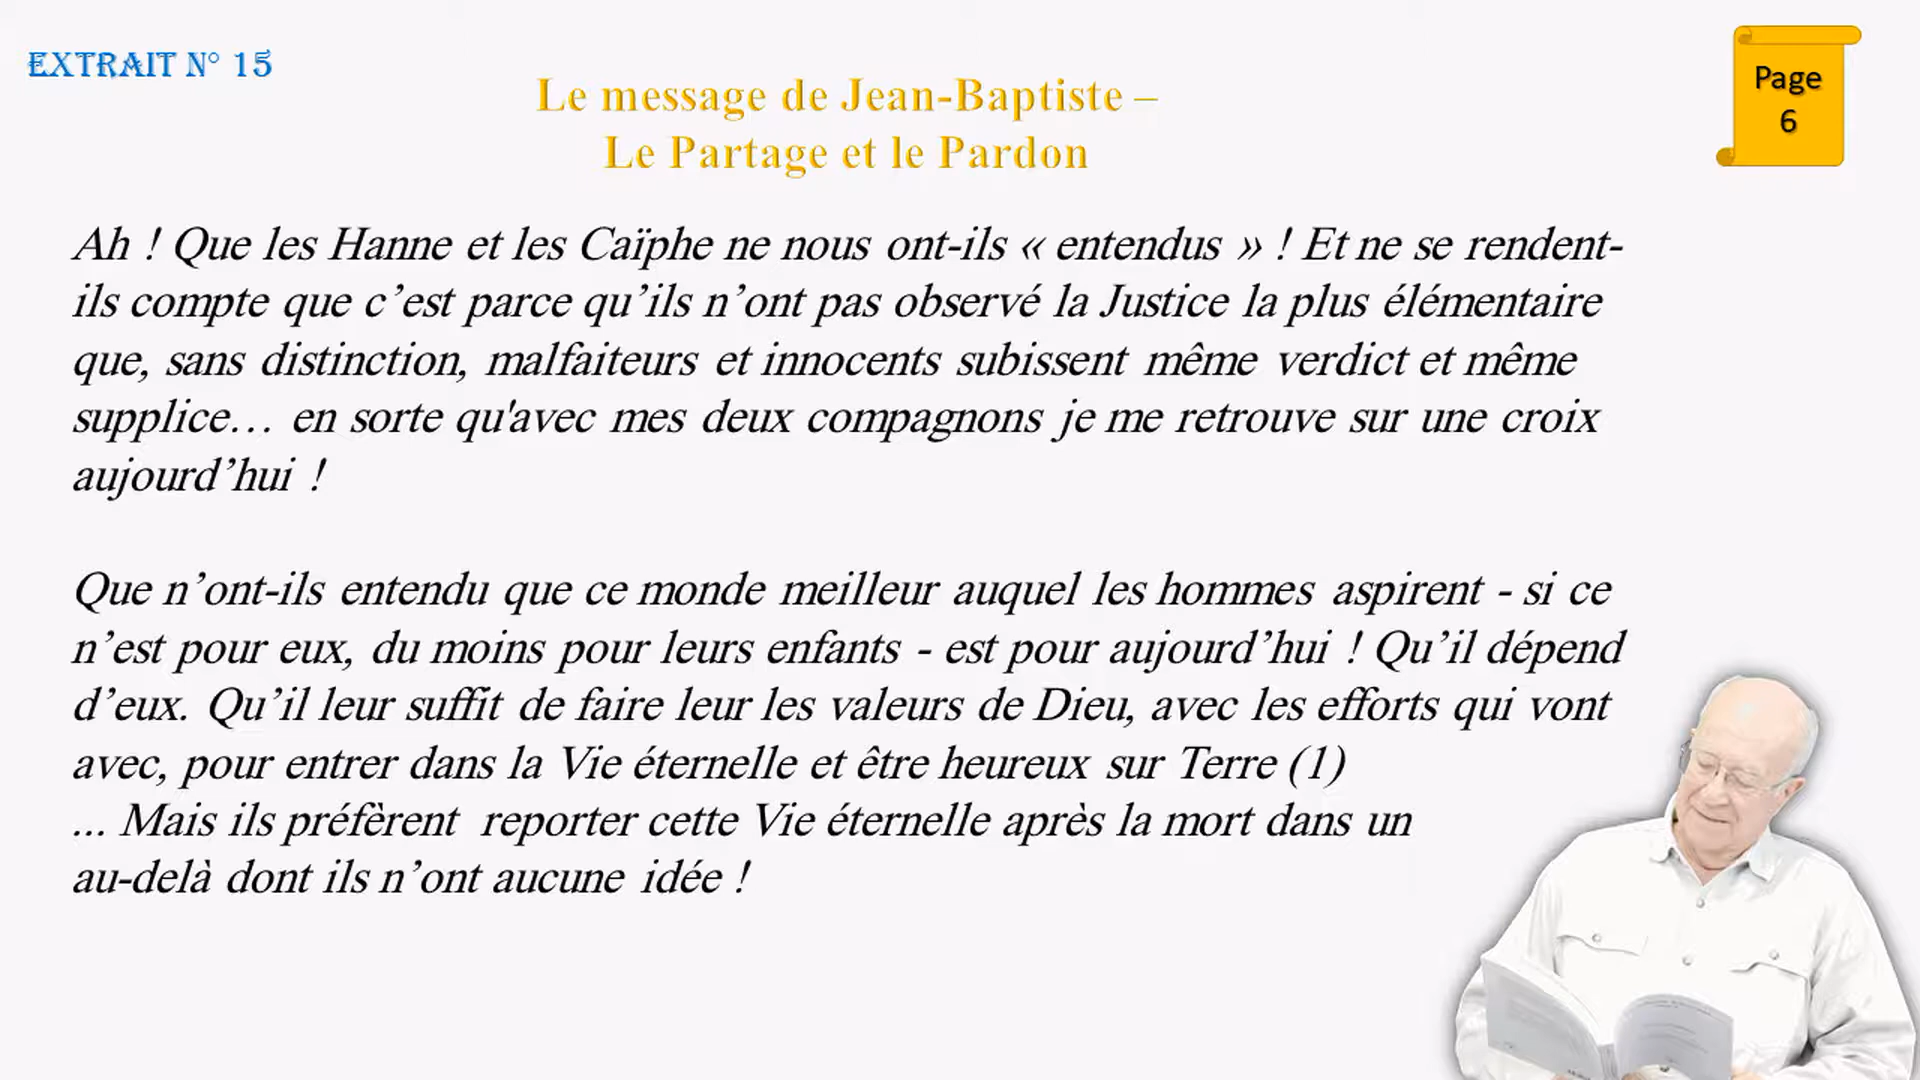 EXTRAIT N° 15
Le message de Jean-Baptiste –
Le Partage et le Pardon
Page
6
Ah ! Que les Hanne et les Caïphe ne nous ont-ils « entendus » ! Et ne se rendent-
ils compte que c’est parce qu’ils n’ont pas observé la Justice la plus élémentaire
que, sans distinction, malfaiteurs et innocents subissent même verdict et même
supplice… en sorte qu'avec mes deux compagnons je me retrouve sur une croix
aujourd’hui !
Que n’ont-ils entendu que ce monde meilleur auquel les hommes aspirent - si ce
n’est pour eux, du moins pour leurs enfants - est pour aujourd’hui ! Qu’il dépend
d’eux. Qu’il leur suffit de faire leur les valeurs de Dieu, avec les efforts qui vont
avec, pour entrer dans la Vie éternelle et être heureux sur Terre (1)
... Mais ils préfèrent reporter cette Vie éternelle après la mort dans un
au-delà dont ils n’ont aucune idée !